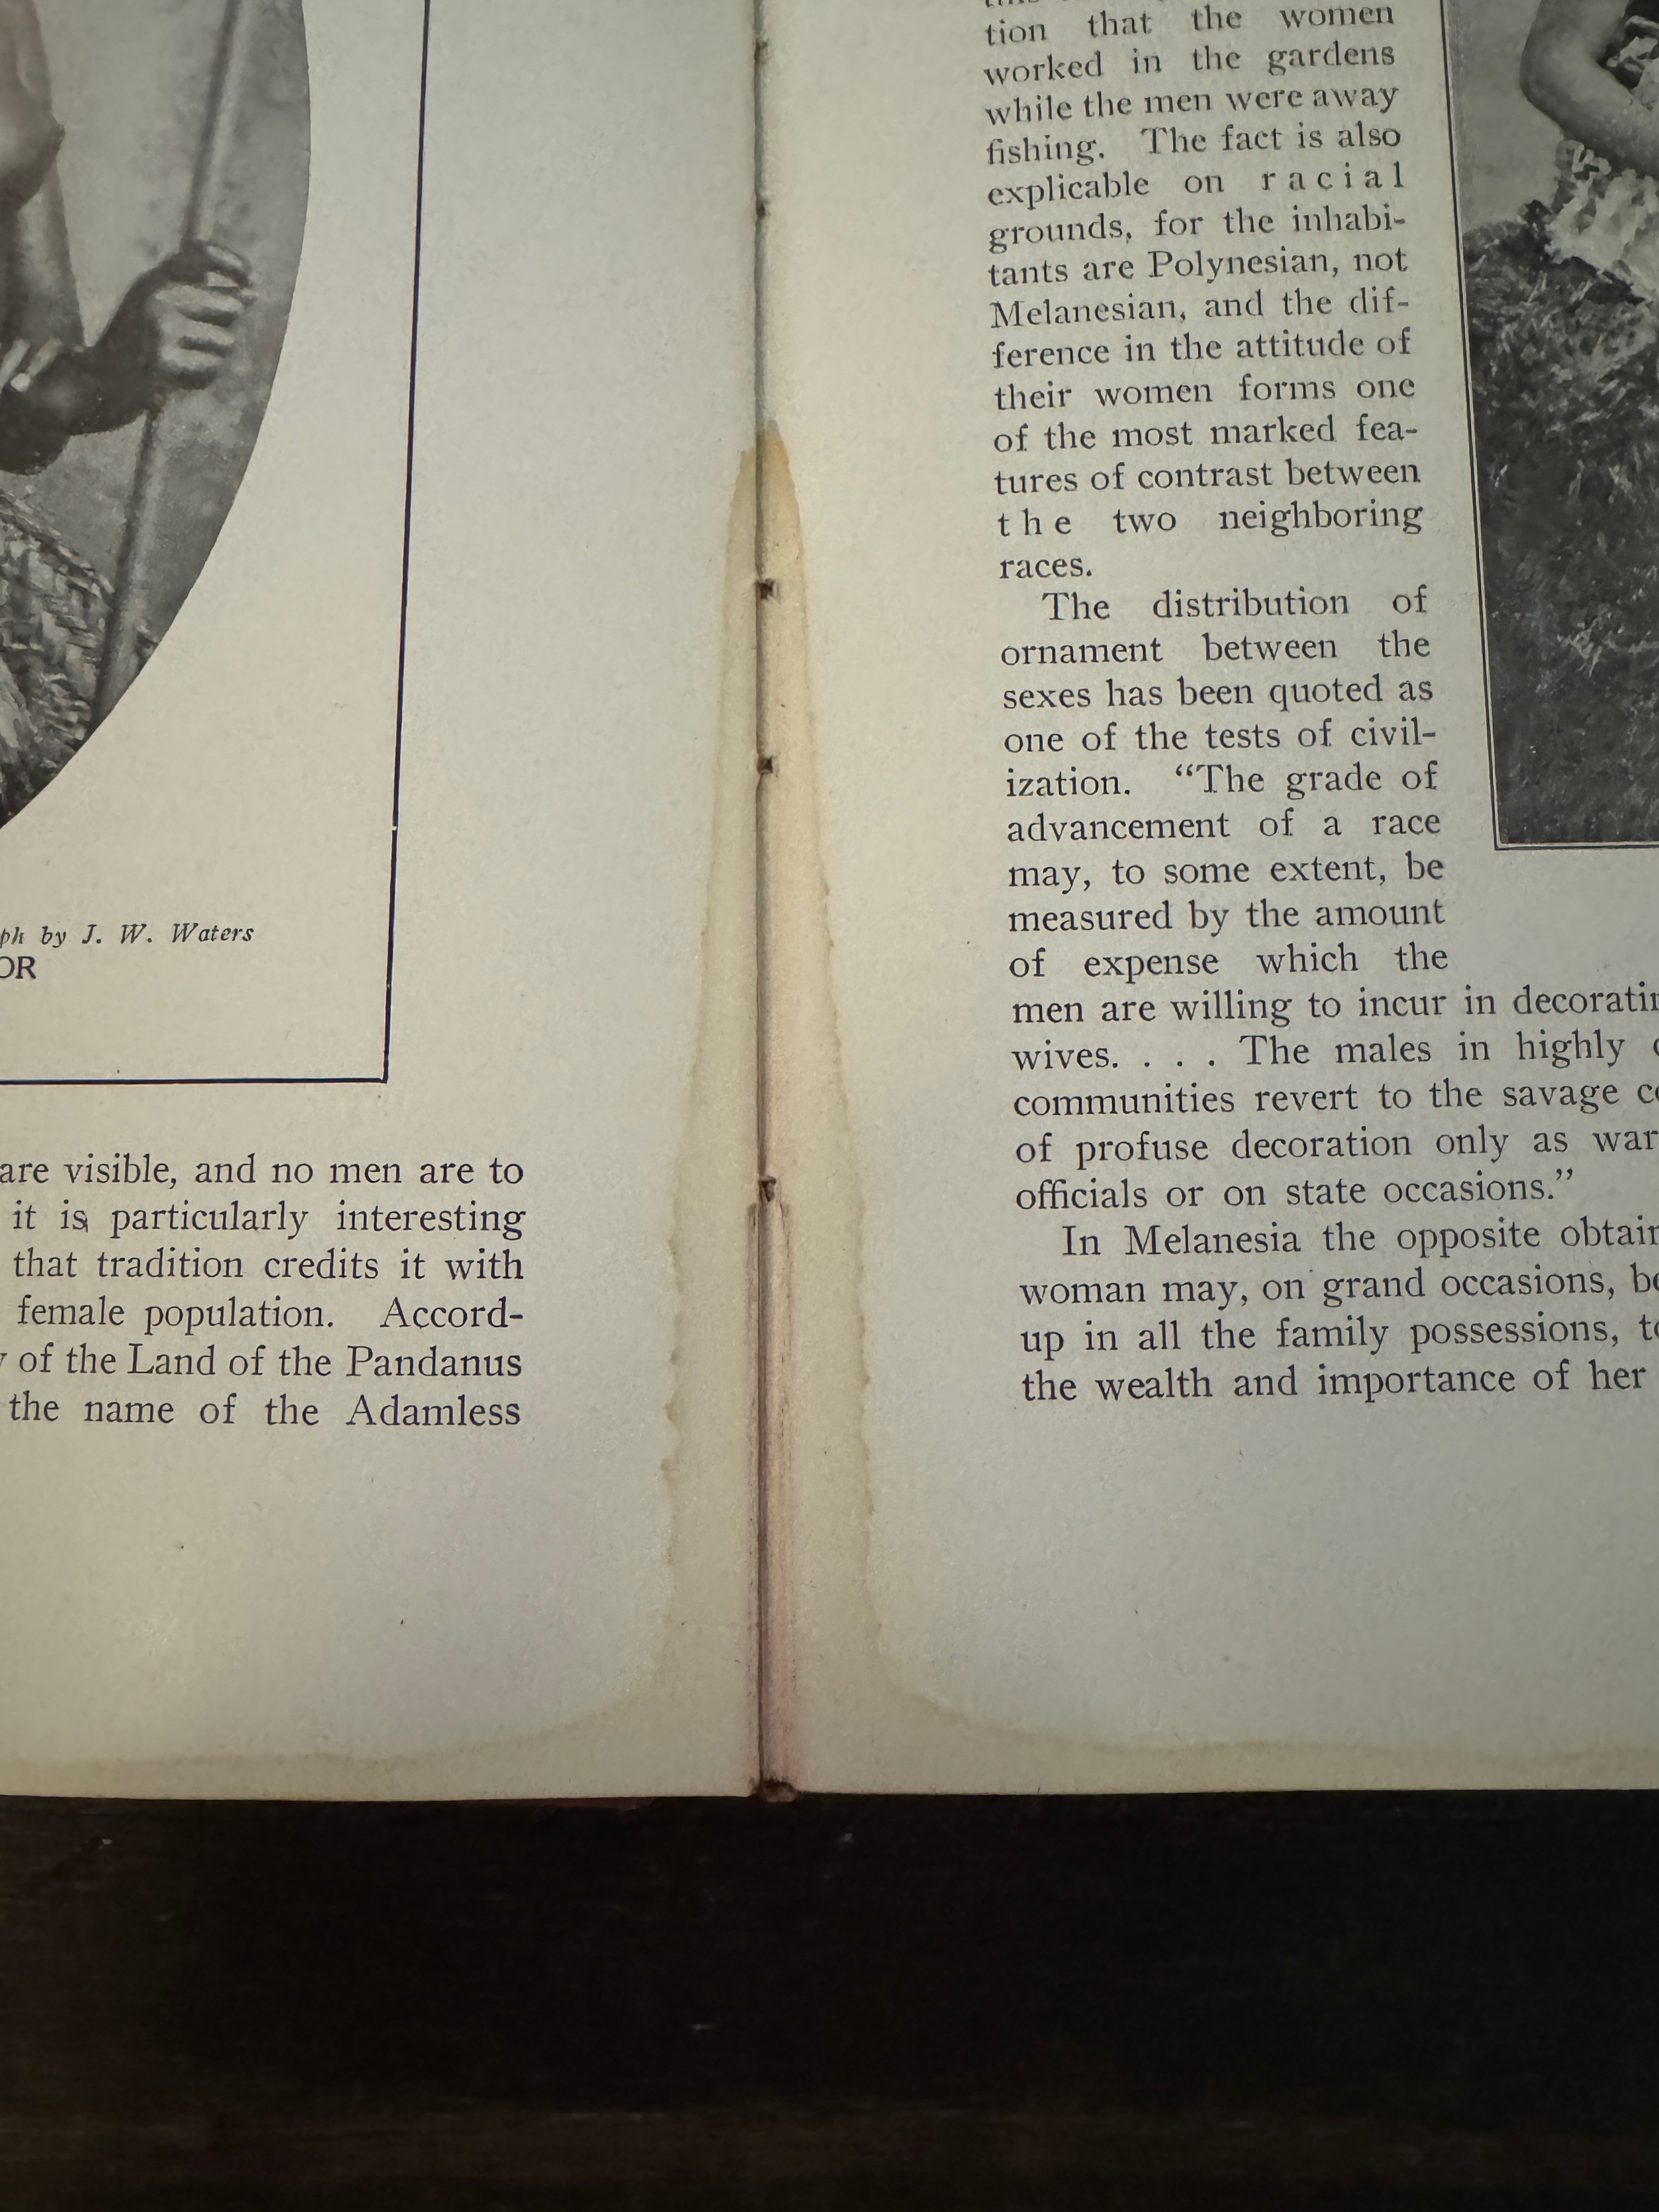 ph by J. W. Waters
OR
are visible, and no men are to
it is particularly interesting
that tradition credits it with
female population. Accord-
of the Land of the Pandanus
the name of the Adamless
tion that the women
worked in the gardens
while the men were away
fishing. The fact is also
explicable on racial
grounds, for the inhabi-
tants are Polynesian, not
Melanesian, and the dif-
ference in the attitude of
their women forms one
of the most marked fea-
tures of contrast between
the two neighboring
races.
The distribution of
ornament between the
sexes has been quoted as
one of the tests of civil-
ization. “The grade of
advancement of a race
may, to some extent, be
measured by the amount
of expense which the
men are willing to incur in decoratin
wives. . . . The males in highly
communities revert to the savage co
of profuse decoration only as war
officials or on state occasions.”
In Melanesia the opposite obtain
woman may, on grand occasions, be
up in all the family possessions, to
the wealth and importance of her